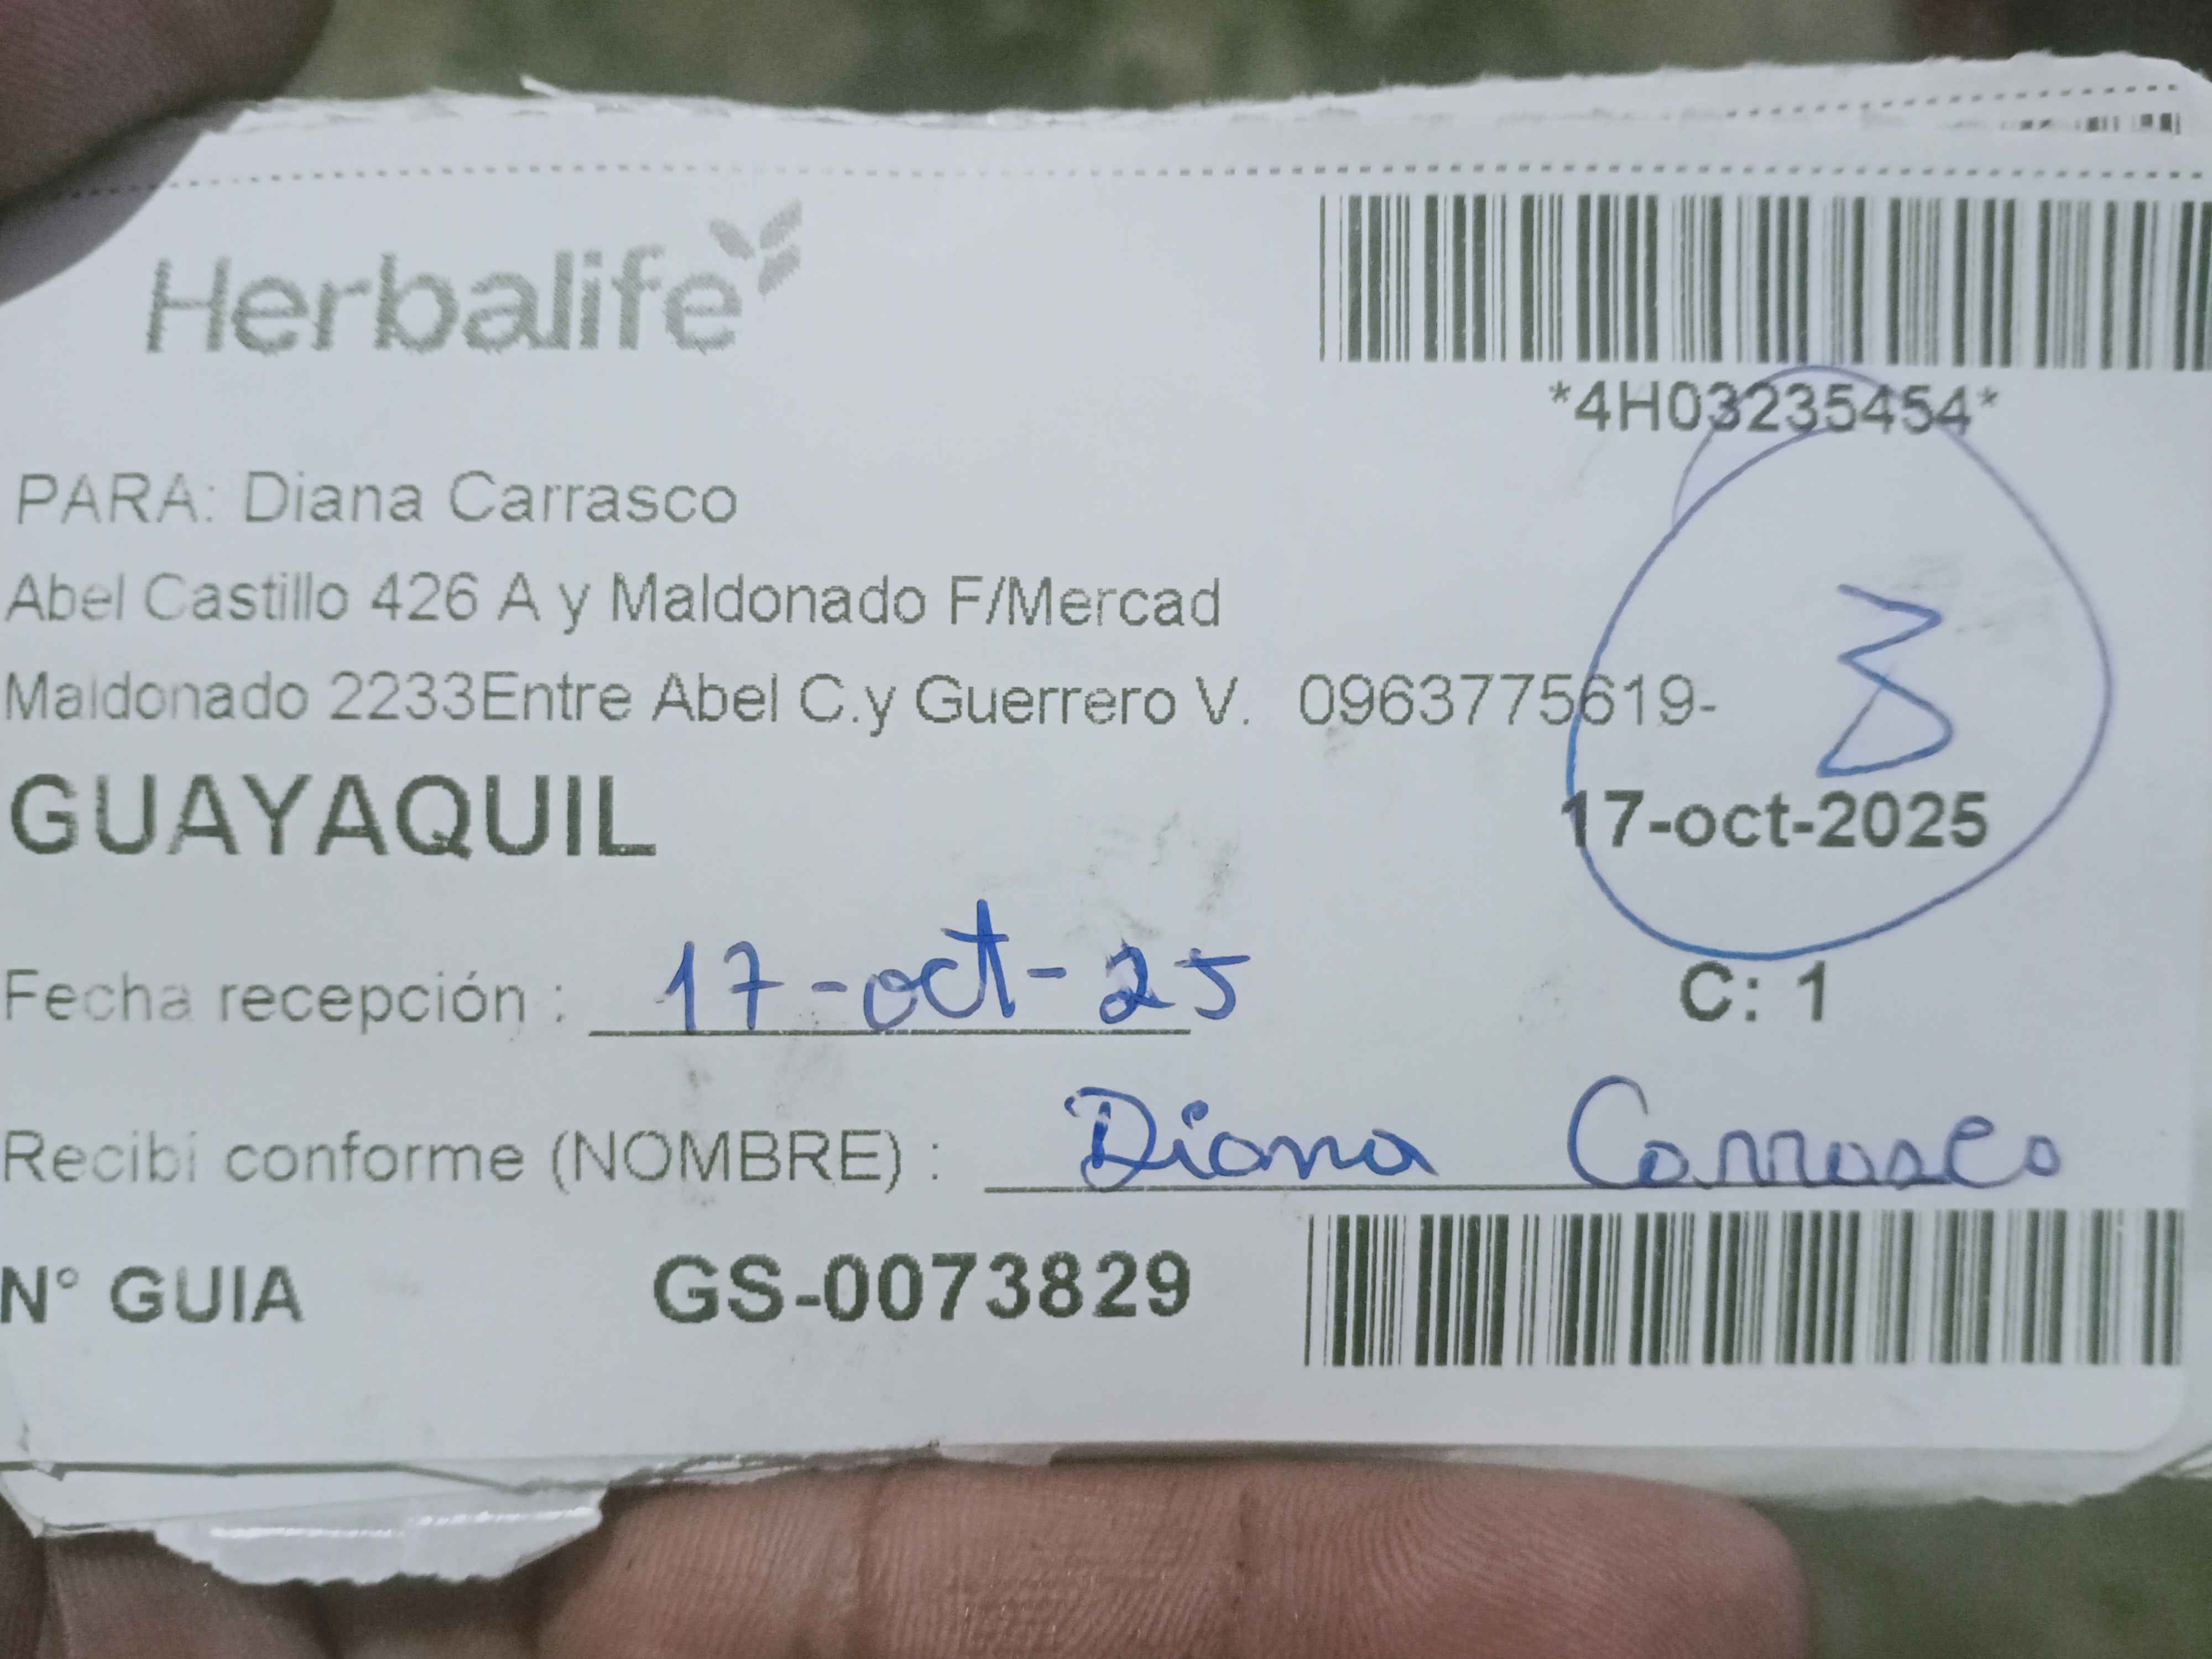 Herbalife
*4H03235454*
PARA: Diana Carrasco
Abel Castillo 426 A y Maldonado F/Mercad
Maldonado 2233Entre Abel C.y Guerrero V. 0963775619-
3
GUAYAQUIL
17-oct-2025
Fecha recepción : 17-oct-25
C: 1
Recibi conforme (NOMBRE) : Diana Carrasco
N° GUIA GS-0073829